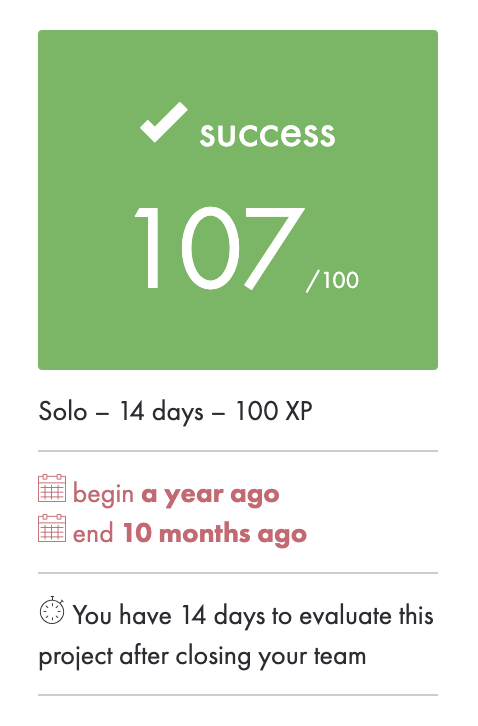 success
107/100
Solo – 14 days – 100 XP
begin a year ago
end 10 months ago
You have 14 days to evaluate this
project after closing your team